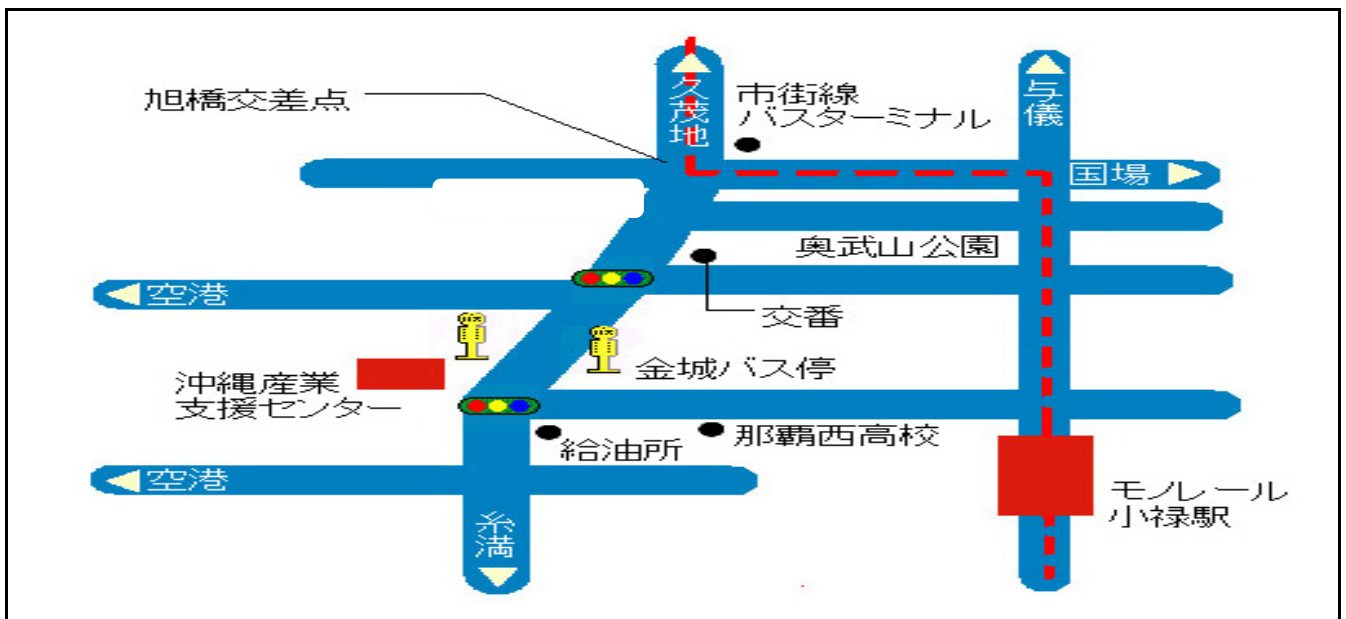 旭橋交差点
久茂地
市街線
バスターミナル
与儀
国場
奥武山公園
空港
交番
金城バス停
沖縄産業
支援センター
給油所
那覇西高校
空港
糸満
モノレール
小禄駅